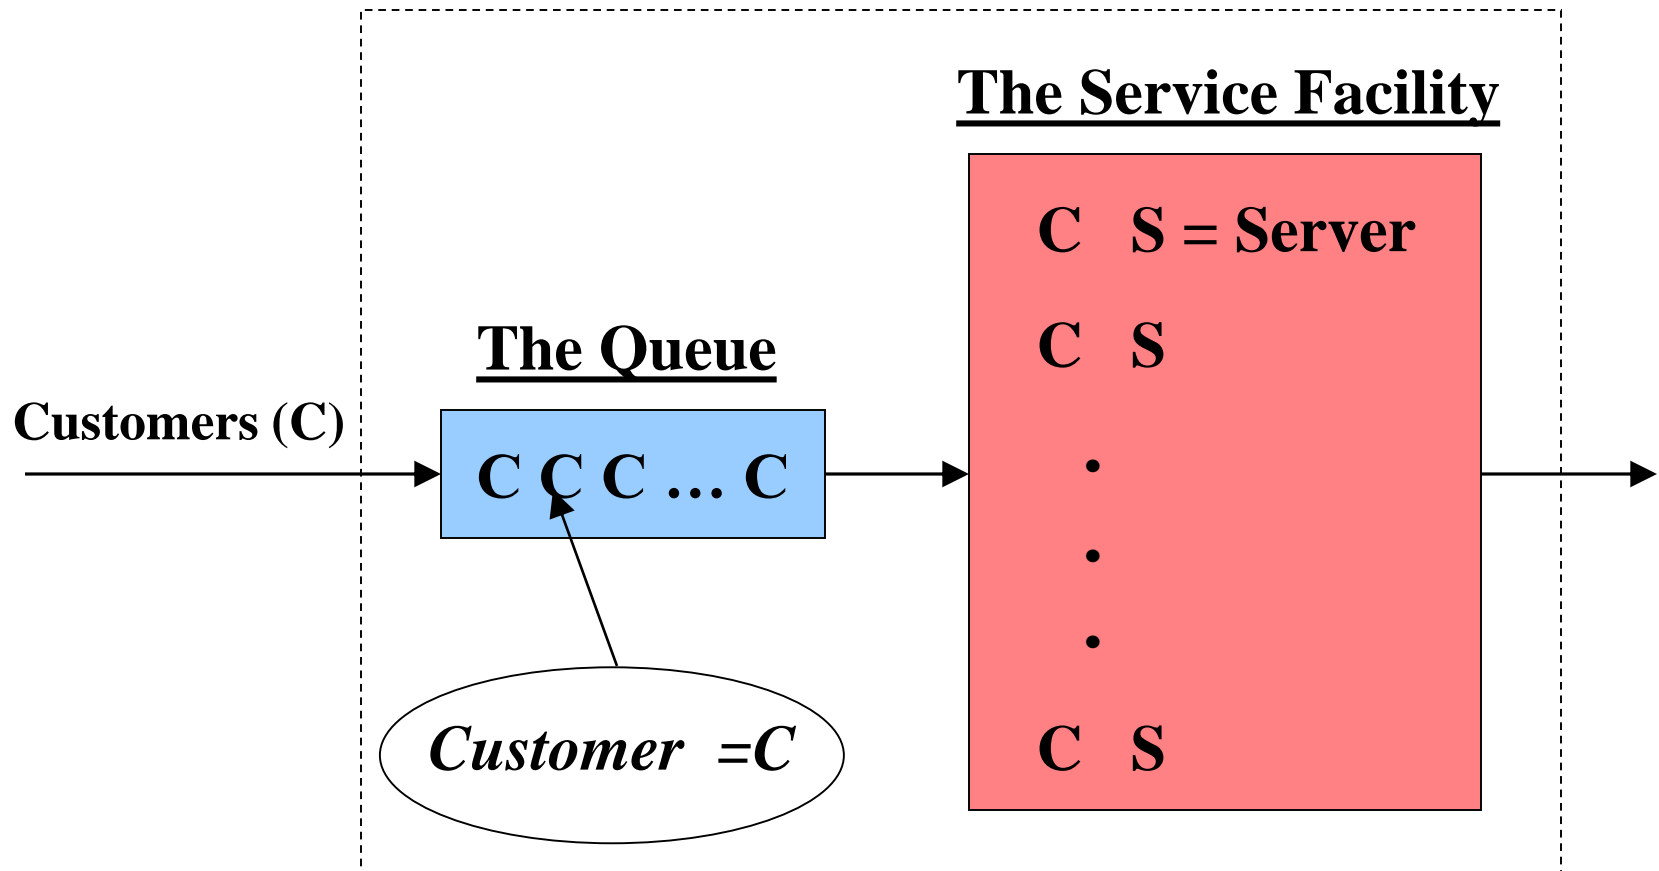 The Service Facility
C S = Server
C S
The Queue
Customers (C)
C C C ... C
.
.
.
Customer =C
C S